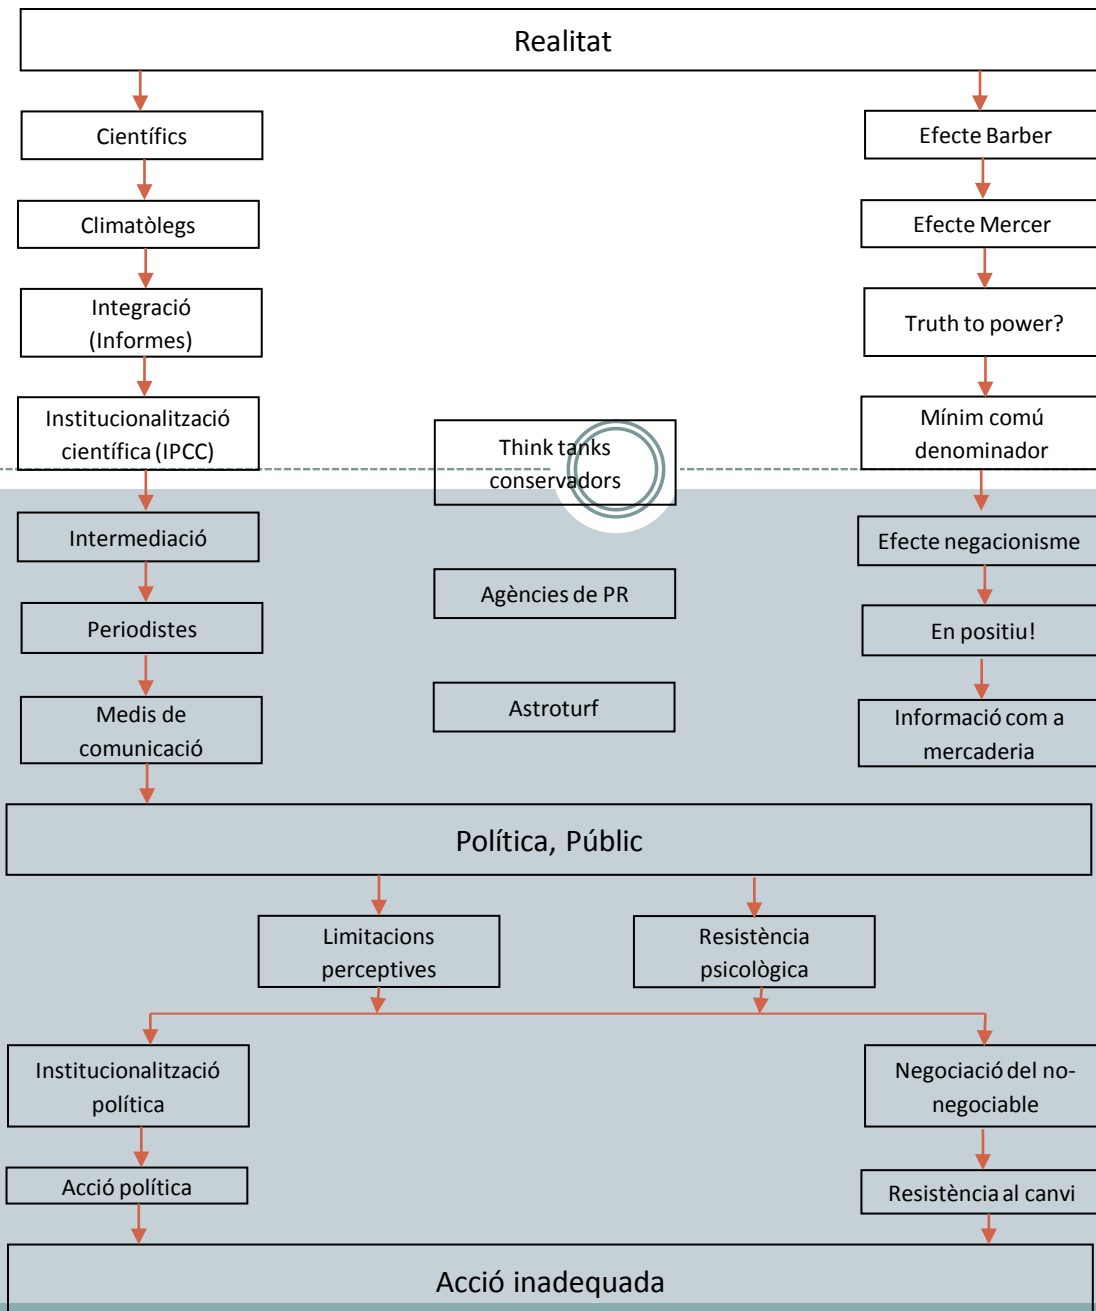 Realitat
Científics
Efecte Barber
Climatòlegs
Efecte Mercer
Integració
(Informes)
Truth to power?
Institucionalització
científica (IPCC)
Think tanks
conservadors
Mínim comú
denominador
Intermediació
Efecte negacionisme
Agències de PR
Periodistes
En positiu!
Medis de
comunicació
Astroturf
Informació com a
mercaderia
Política, Públic
Limitacions
perceptives
Resistència
psicològica
Institucionalització
política
Negociació del no-
negociable
Acció política
Resistència al canvi
Acció inadequada